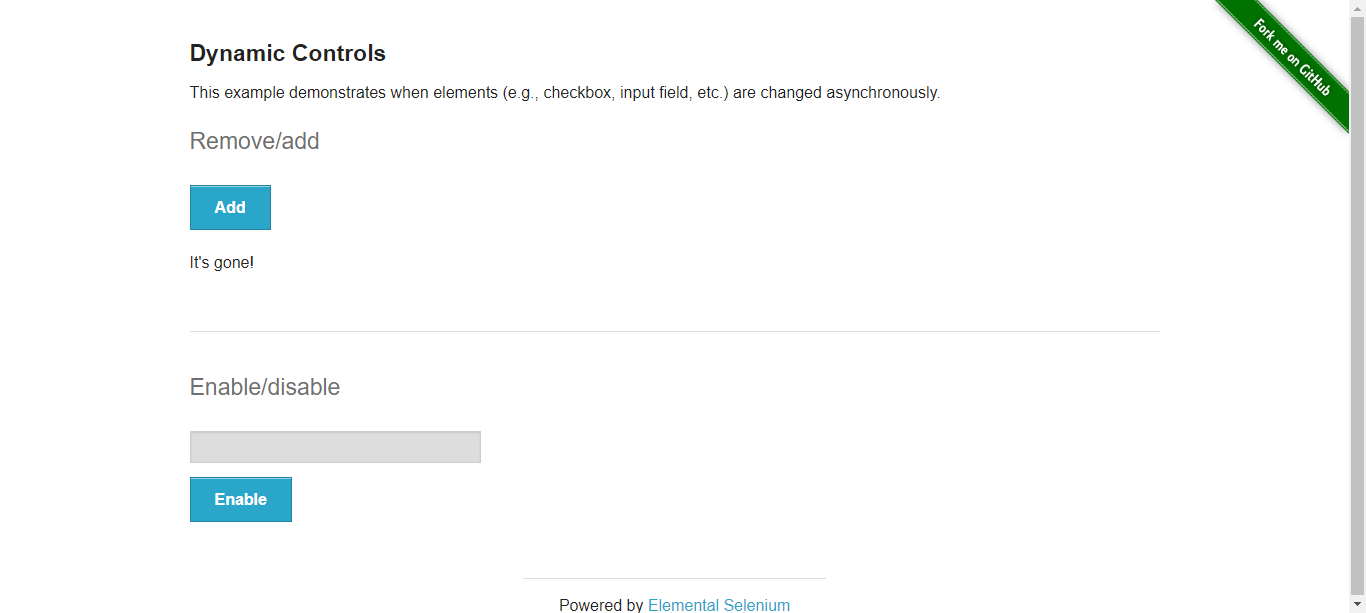 Fork me on GitHub
Dynamic Controls
This example demonstrates when elements (e.g., checkbox, input field, etc.) are changed asynchronously.
Remove/add
Add
It's gone!
Enable/disable
Enable
Powered by Elemental Selenium